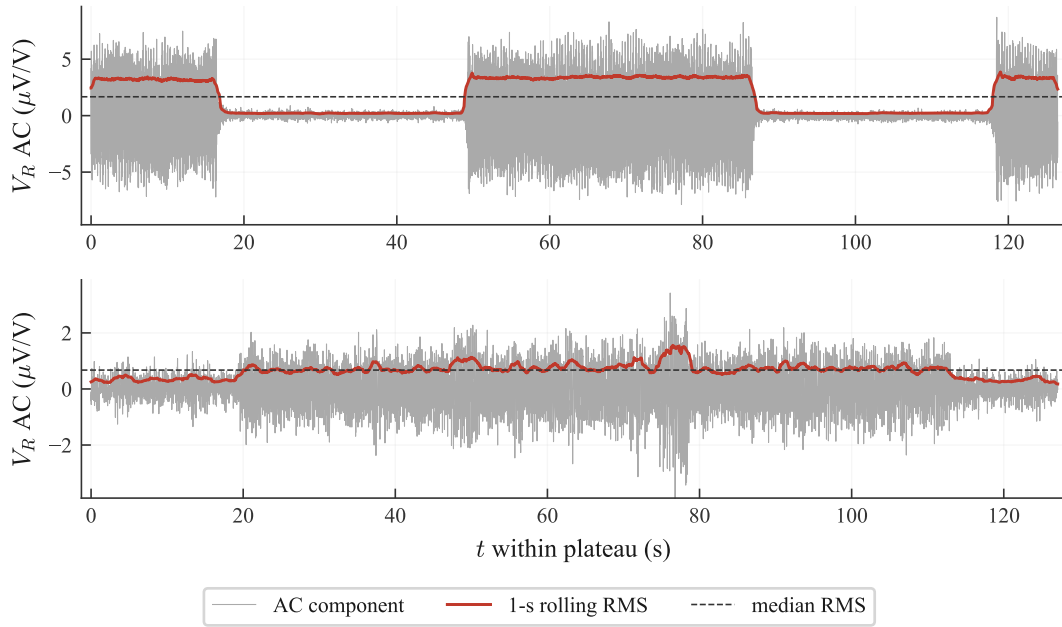 V_R AC (μV/V)
5
0
−5
0 20 40 60 80 100 120
V_R AC (μV/V)
2
0
−2
0 20 40 60 80 100 120
t within plateau (s)
AC component 1-s rolling RMS median RMS